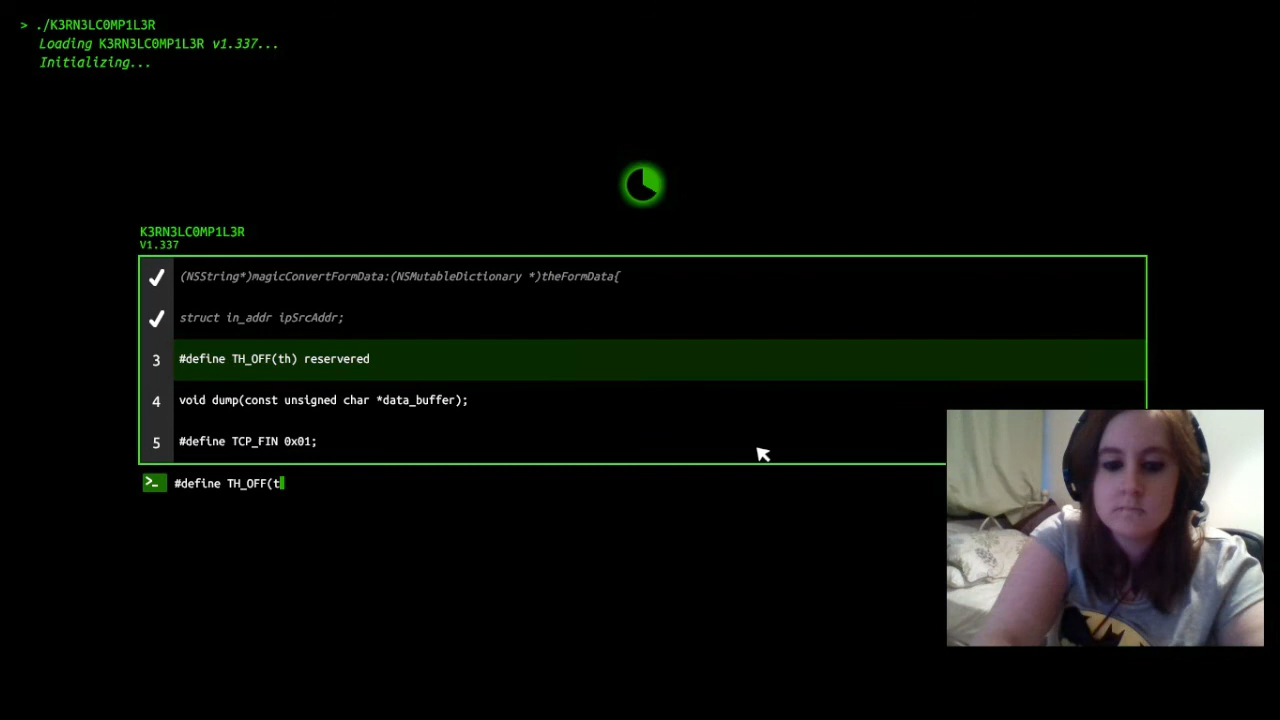 > ./K3RN3LC0MP1L3R
Loading K3RN3LC0MP1L3R v1.337...
Initializing...
K3RN3LC0MP1L3R
V1.337
(NSString*)magicConvertFormData:(NSMutableDictionary *)theFormData{
struct in_addr ipSrcAddr;
3 #define TH_OFF(th) reservered
4 void dump(const unsigned char *data_buffer);
5 #define TCP_FIN 0x01;
>_ #define TH_OFF(t